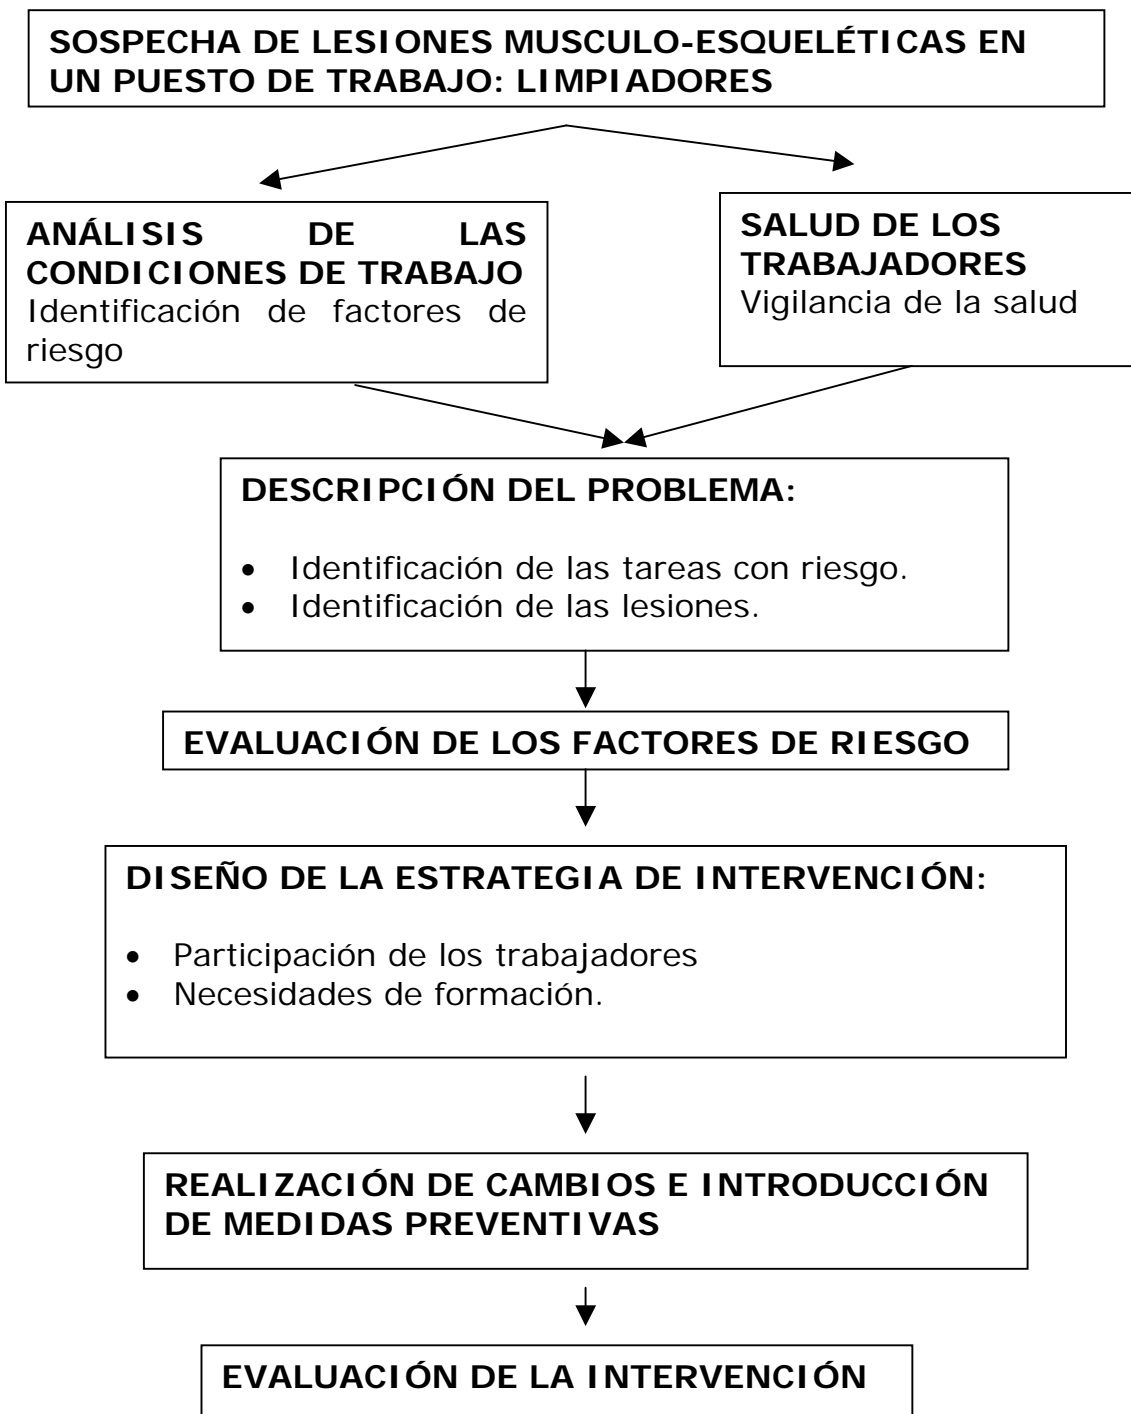 SOSPECHA DE LESIONES MUSCULO-ESQUELÉTICAS EN
UN PUESTO DE TRABAJO: LIMPIADORES
ANÁLISIS DE LAS
CONDICIONES DE TRABAJO
Identificación de factores de
riesgo
SALUD DE LOS
TRABAJADORES
Vigilancia de la salud
DESCRIPCIÓN DEL PROBLEMA:
• Identificación de las tareas con riesgo.
• Identificación de las lesiones.
EVALUACIÓN DE LOS FACTORES DE RIESGO
DISEÑO DE LA ESTRATEGIA DE INTERVENCIÓN:
• Participación de los trabajadores
• Necesidades de formación.
REALIZACIÓN DE CAMBIOS E INTRODUCCIÓN
DE MEDIDAS PREVENTIVAS
EVALUACIÓN DE LA INTERVENCIÓN